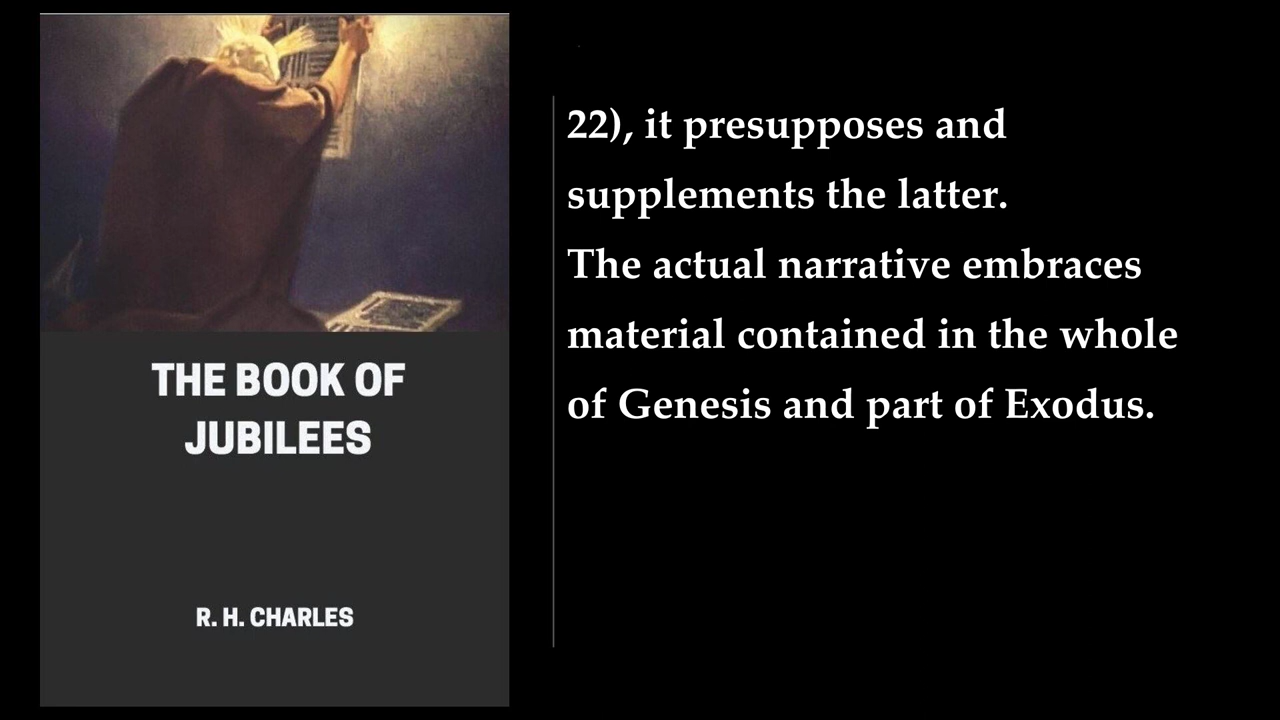 THE BOOK OF
JUBILEES
R. H. CHARLES
22), it presupposes and
supplements the latter.
The actual narrative embraces
material contained in the whole
of Genesis and part of Exodus.